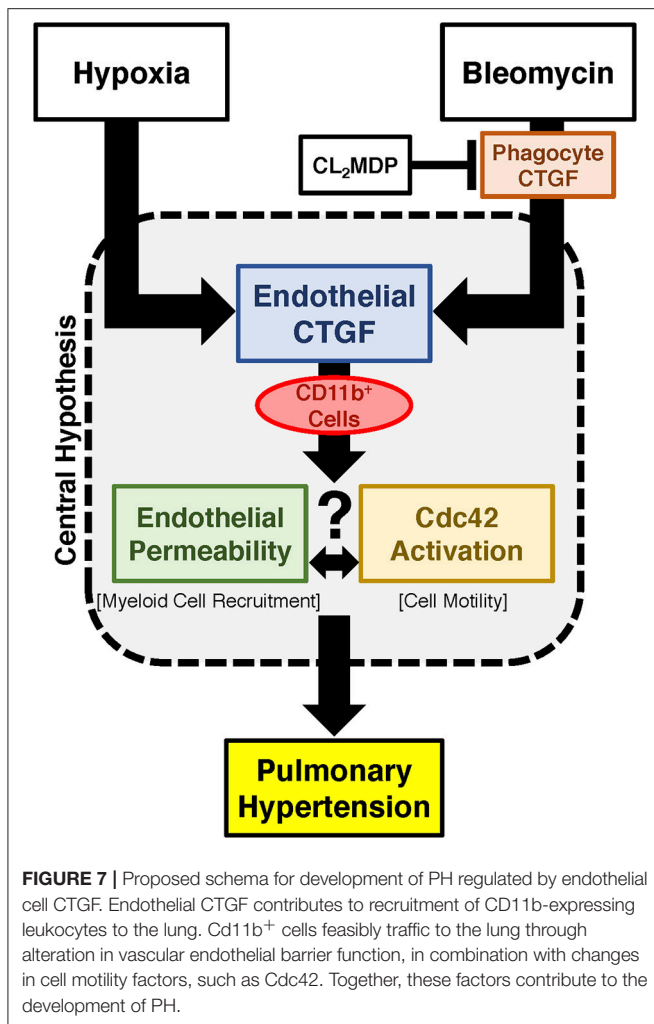 Hypoxia
Bleomycin
CL₂MDP
Phagocyte
CTGF
Endothelial
CTGF
CD11b⁺
Cells
Central Hypothesis
Endothelial
Permeability
?
Cdc42
Activation
[Myeloid Cell Recruitment]
[Cell Motility]
Pulmonary
Hypertension
FIGURE 7 | Proposed schema for development of PH regulated by endothelial
cell CTGF. Endothelial CTGF contributes to recruitment of CD11b-expressing
leukocytes to the lung. Cd11b⁺ cells feasibly traffic to the lung through
alteration in vascular endothelial barrier function, in combination with changes
in cell motility factors, such as Cdc42. Together, these factors contribute to the
development of PH.